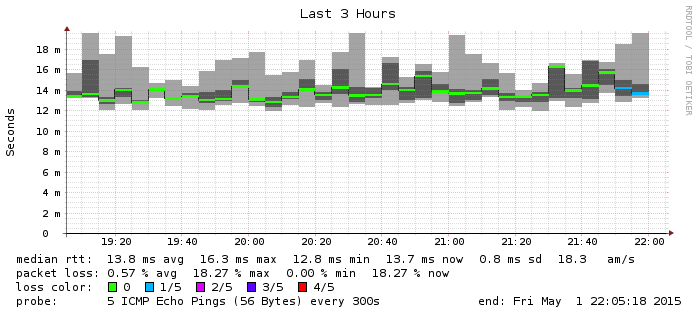 Last 3 Hours
RRDTOOL / TOBI OETIKER
Seconds
18 m
16 m
14 m
12 m
10 m
8 m
6 m
4 m
2 m
0
19:20 19:40 20:00 20:20 20:40 21:00 21:20 21:40 22:00
median rtt: 13.8 ms avg 16.3 ms max 12.8 ms min 13.7 ms now 0.8 ms sd 18.3 am/s
packet loss: 0.57 % avg 18.27 % max 0.00 % min 18.27 % now
loss color: 0 1/5 2/5 3/5 4/5
probe: 5 ICMP Echo Pings (56 Bytes) every 300s end: Fri May 1 22:05:18 2015